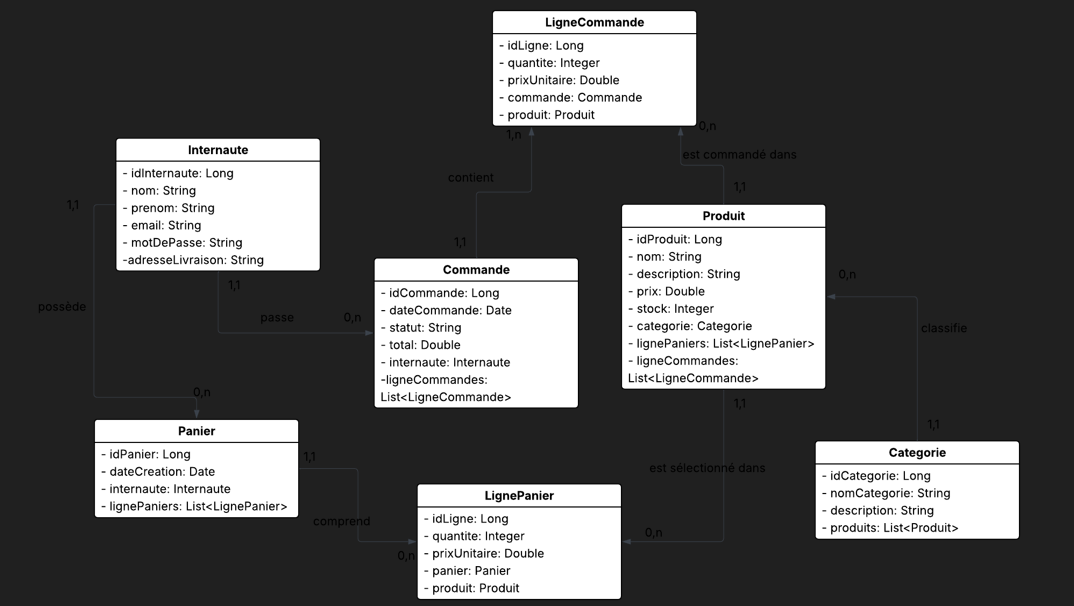 LigneCommande
- idLigne: Long
- quantite: Integer
- prixUnitaire: Double
- commande: Commande
- produit: Produit
1,n
0,n
est commandé dans
contient
1,1
1,1
Internaute
- idInternaute: Long
- nom: String
- prenom: String
- email: String
- motDePasse: String
-adresseLivraison: String
1,1
possède
1,1
passe
0,n
0,n
Commande
- idCommande: Long
- dateCommande: Date
- statut: String
- total: Double
- internaute: Internaute
-ligneCommandes:
List<LigneCommande>
Produit
- idProduit: Long
- nom: String
- description: String
- prix: Double
- stock: Integer
- categorie: Categorie
- lignePaniers: List<LignePanier>
- ligneCommandes:
List<LigneCommande>
0,n
classifie
1,1
1,1
est sélectionné dans
0,n
Panier
- idPanier: Long
- dateCreation: Date
- internaute: Internaute
- lignePaniers: List<LignePanier>
1,1
comprend
0,n
LignePanier
- idLigne: Long
- quantite: Integer
- prixUnitaire: Double
- panier: Panier
- produit: Produit
Categorie
- idCategorie: Long
- nomCategorie: String
- description: String
- produits: List<Produit>